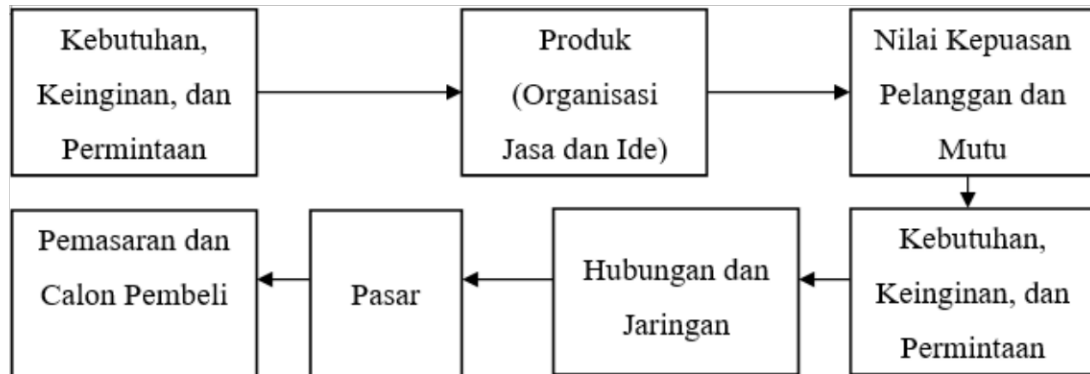 Kebutuhan,
Keinginan, dan
Permintaan
Produk
(Organisasi
Jasa dan Ide)
Nilai Kepuasan
Pelanggan dan
Mutu
Kebutuhan,
Keinginan, dan
Permintaan
Hubungan dan
Jaringan
Pasar
Pemasaran dan
Calon Pembeli